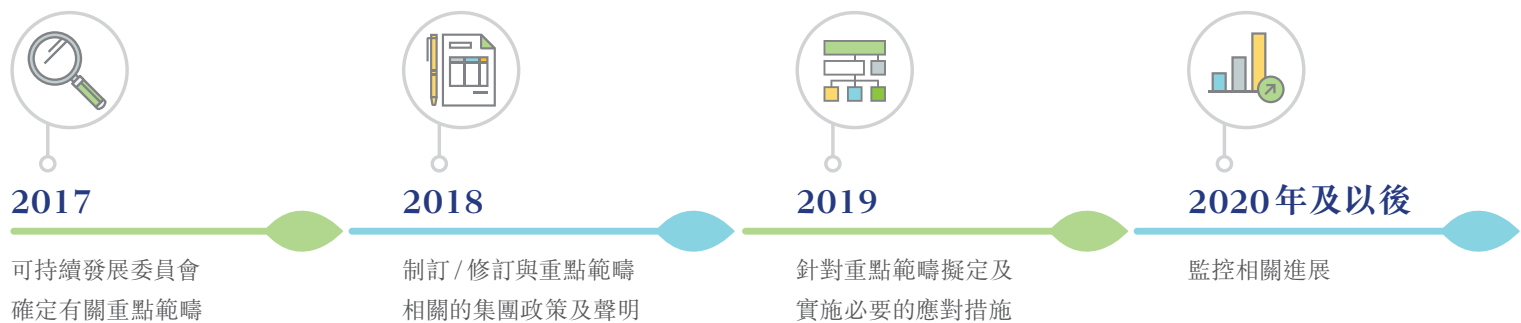 2017
可持續發展委員會
確定有關重點範疇
2018
制訂/修訂與重點範疇
相關的集團政策及聲明
2019
針對重點範疇擬定及
實施必要的應對措施
2020年及以後
監控相關進展